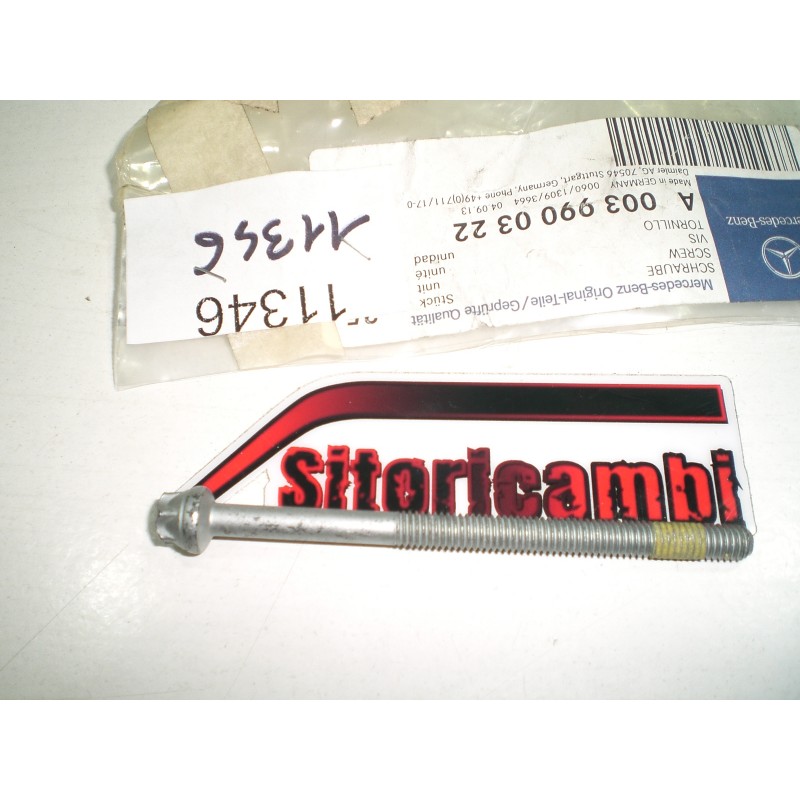 Mercedes-Benz
Mercedes-Benz Original-Teile / Geprüfte Qualität
SCHRAUBE
SCREW
VIS
TORNILLO
Stück
unit
unité
unidad
A 003 990 03 22
Made in GERMANY 0060/1309/3664 04.09.13
Daimler AG, 70546 Stuttgart, Germany, Phone +49(0)711/17-0
11346
11346
Sitoricambi